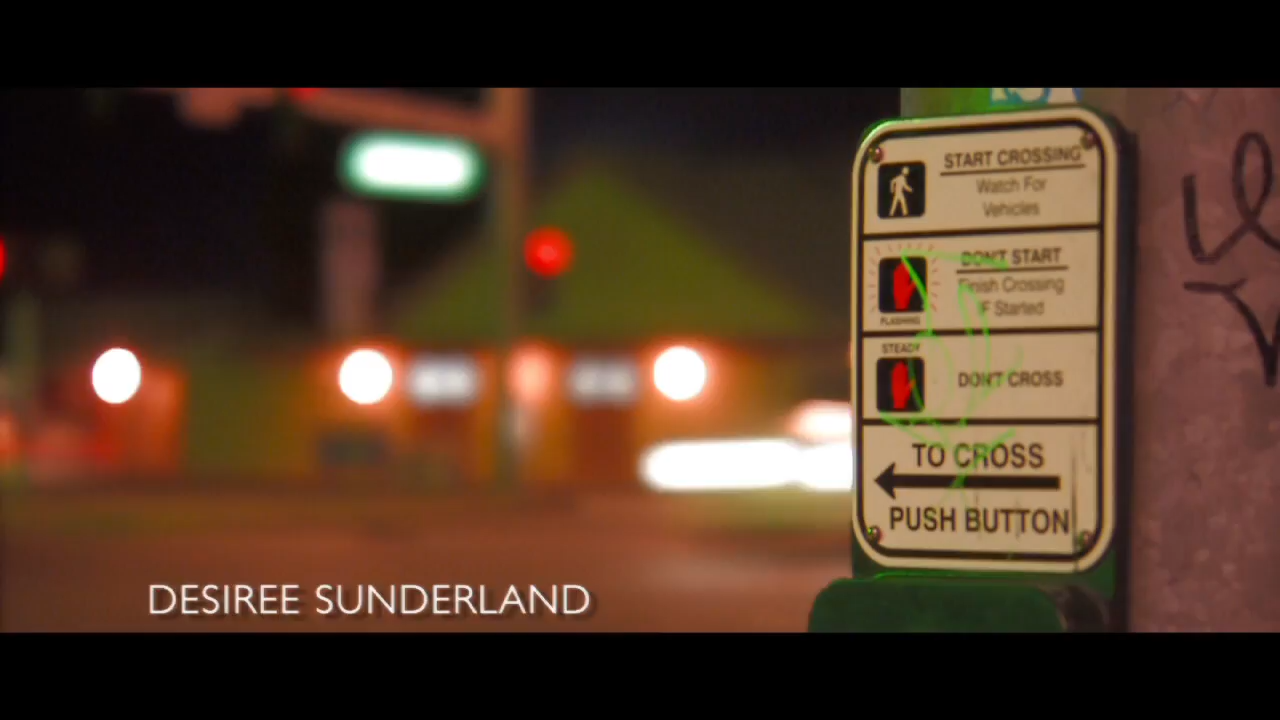 START CROSSING
Watch For
Vehicles
DON'T START
Finish Crossing
IF Started
FLASHING
STEADY
DON'T CROSS
TO CROSS
PUSH BUTTON
DESIREE SUNDERLAND